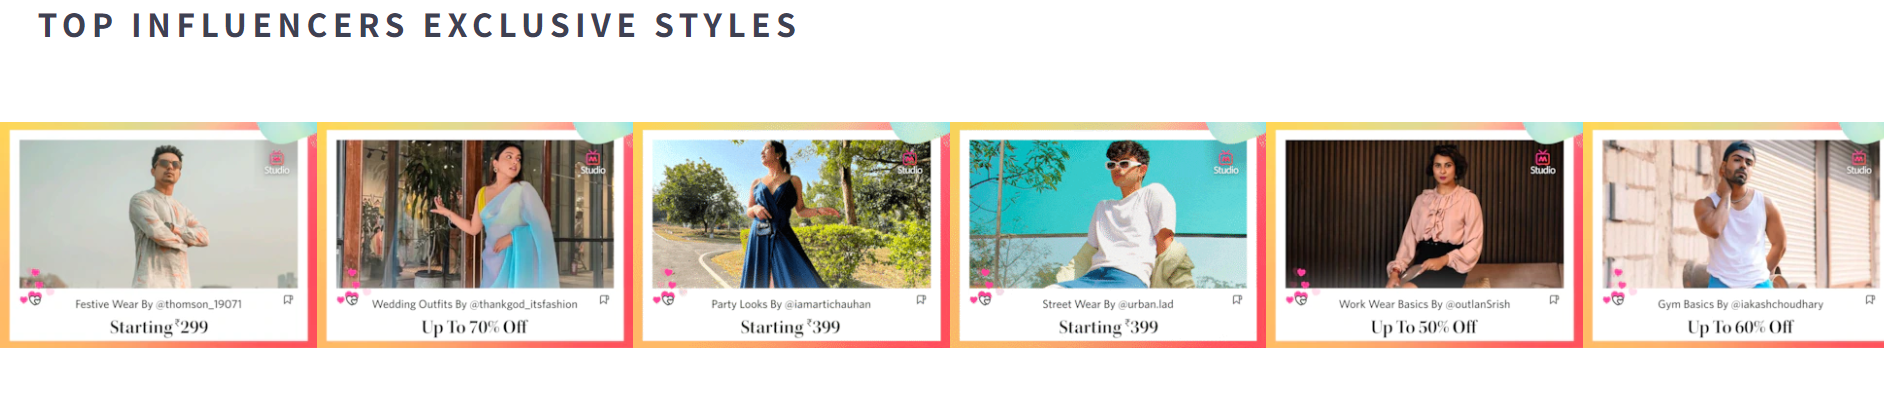 TOP INFLUENCERS EXCLUSIVE STYLES
Studio
Festive Wear By @thomson_19071
Starting ₹299
Studio
Wedding Outfits By @thankgod_itsfashion
Up To 70% Off
Studio
Party Looks By @iamartichauhan
Starting ₹399
Studio
Street Wear By @urban.lad
Starting ₹399
Studio
Work Wear Basics By @outlanSrish
Up To 50% Off
Studio
Gym Basics By @iakashchoudhary
Up To 60% Off